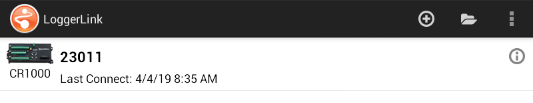 LoggerLink
23011
CR1000
Last Connect: 4/4/19 8:35 AM